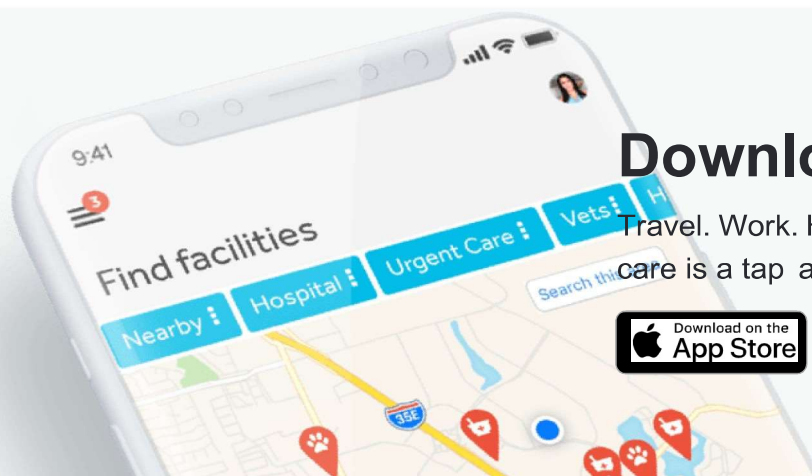 9:41
3
Find facilities
Nearby
Hospital
Urgent Care
Vets
H
Search this
35E
Downlo
Travel. Work.
care is a tap a
Download on the
App Store